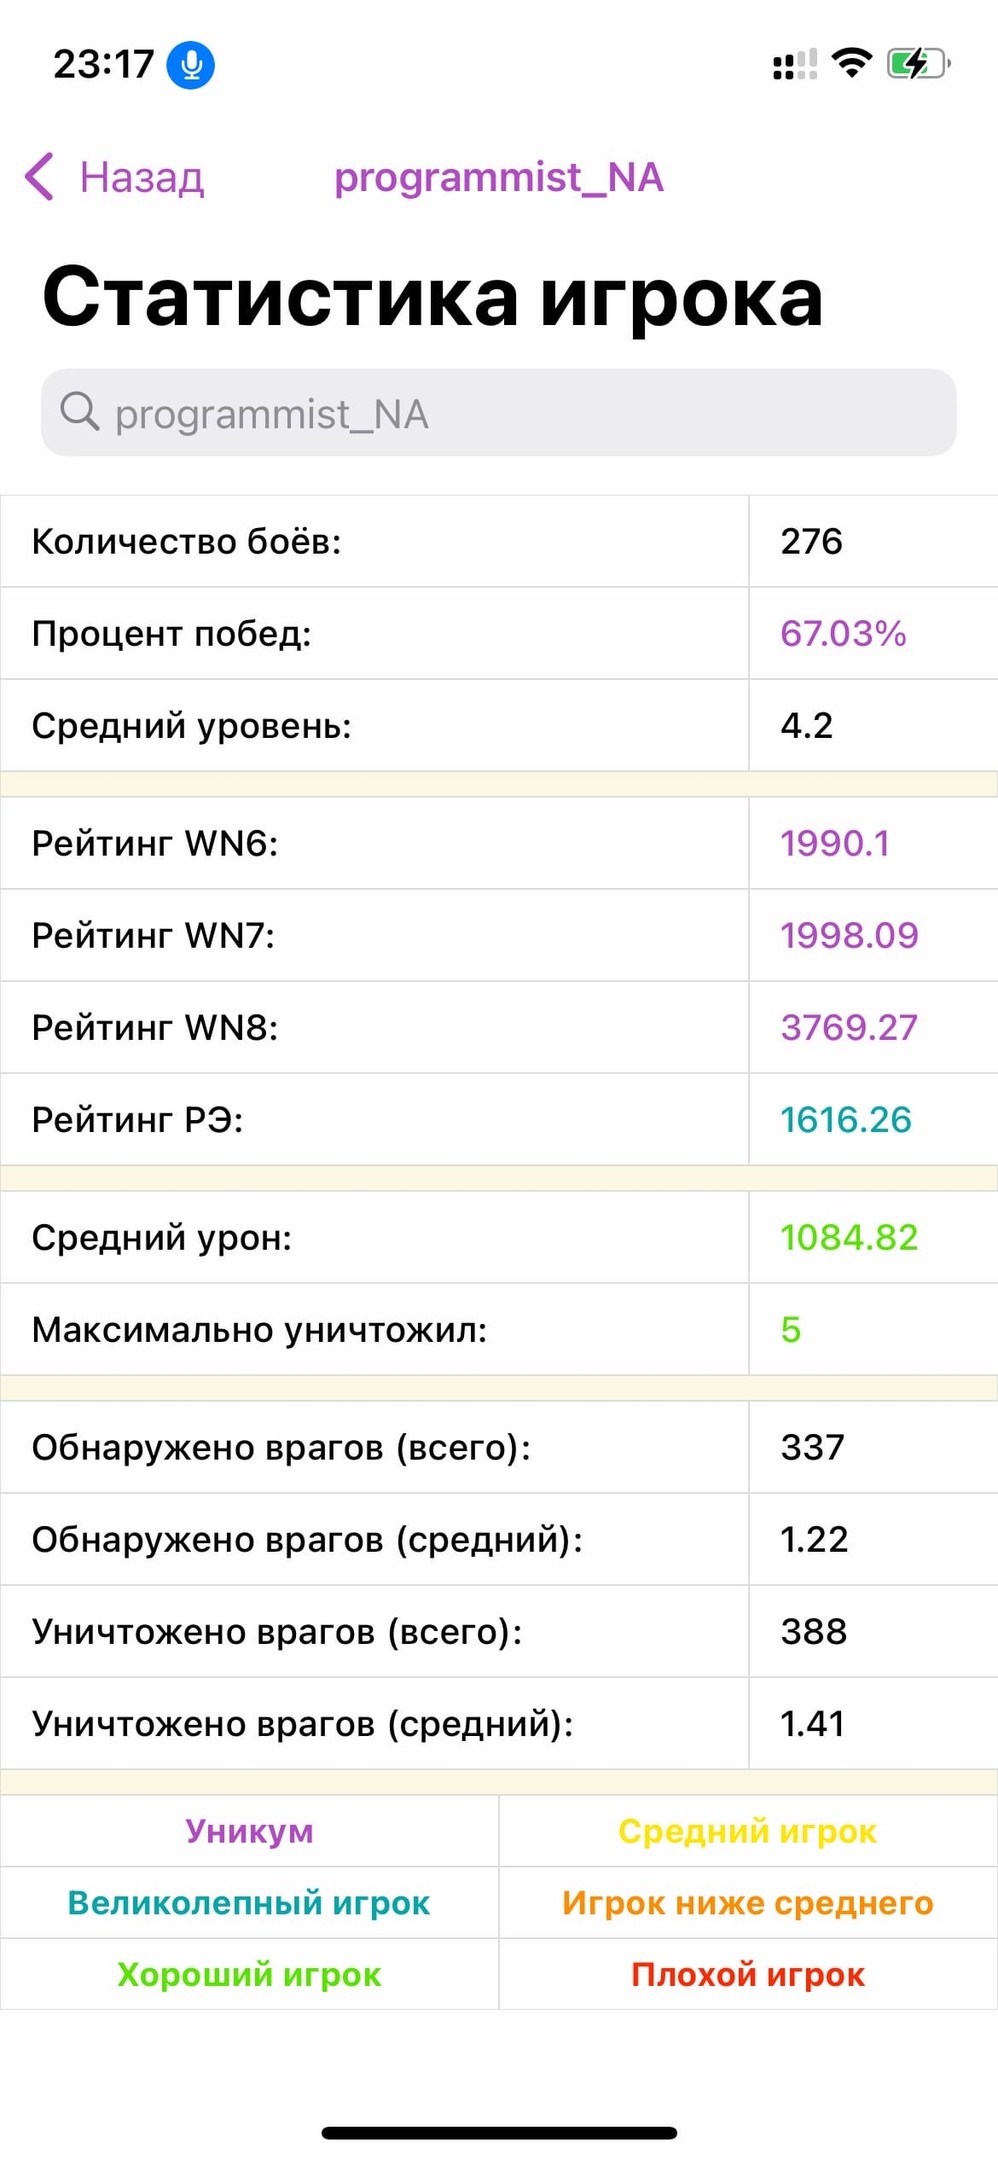 23:17
Назад programmist_NA
Статистика игрока
programmist_NA
Количество боёв: 276
Процент побед: 67.03%
Средний уровень: 4.2
Рейтинг WN6: 1990.1
Рейтинг WN7: 1998.09
Рейтинг WN8: 3769.27
Рейтинг РЭ: 1616.26
Средний урон: 1084.82
Максимально уничтожил: 5
Обнаружено врагов (всего): 337
Обнаружено врагов (средний): 1.22
Уничтожено врагов (всего): 388
Уничтожено врагов (средний): 1.41
Уникум Средний игрок
Великолепный игрок Игрок ниже среднего
Хороший игрок Плохой игрок